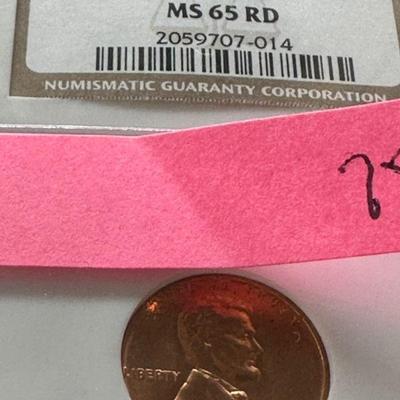 MS 65 RD
2059707-014
NUMISMATIC GUARANTY CORPORATION
LIBERTY